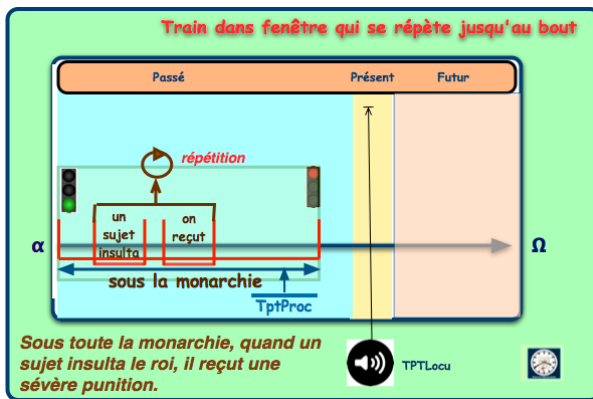 Train dans fenêtre qui se répète jusqu'au bout
Passé
Présent
Futur
répétition
un
sujet
insulta
on
reçut
α
Ω
sous la monarchie
TptProc
Sous toute la monarchie, quand un
sujet insulta le roi, il reçut une
sévère punition.
TPTLocu